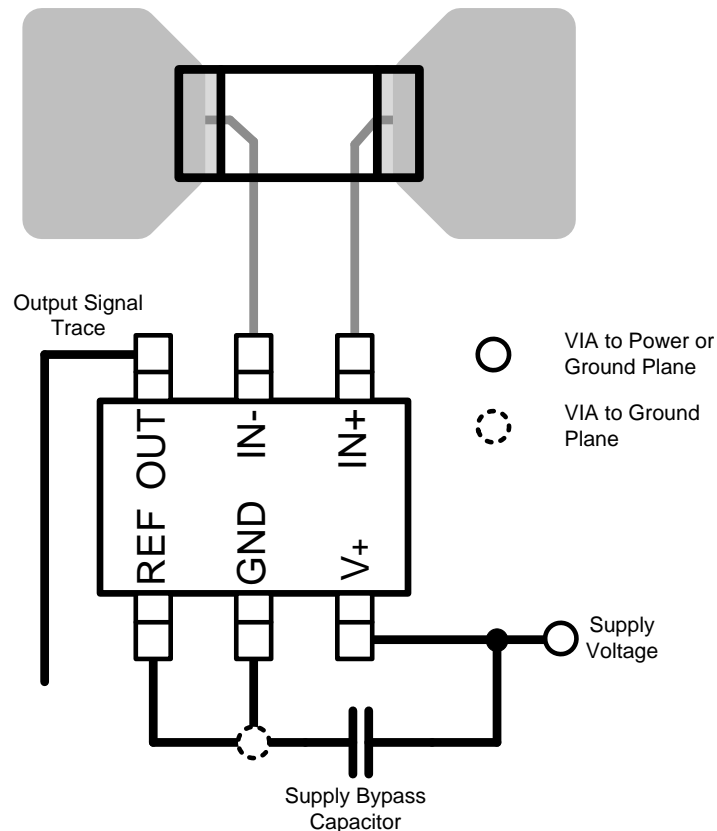 Output Signal
Trace
VIA to Power or
Ground Plane
VIA to Ground
Plane
OUT
IN-
IN+
REF
GND
V+
Supply
Voltage
Supply Bypass
Capacitor